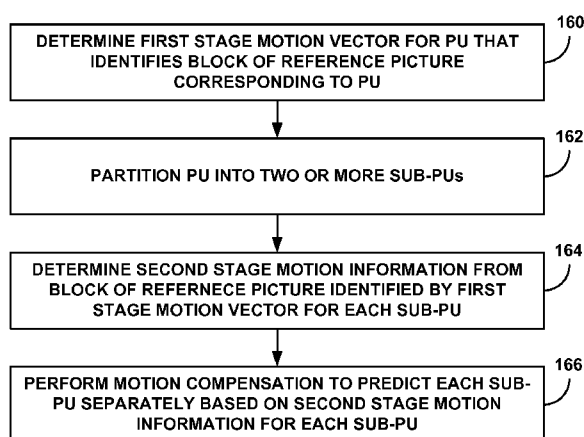 160
DETERMINE FIRST STAGE MOTION VECTOR FOR PU THAT
IDENTIFIES BLOCK OF REFERENCE PICTURE
CORRESPONDING TO PU
162
PARTITION PU INTO TWO OR MORE SUB-PUs
164
DETERMINE SECOND STAGE MOTION INFORMATION FROM
BLOCK OF REFERNECE PICTURE IDENTIFIED BY FIRST
STAGE MOTION VECTOR FOR EACH SUB-PU
166
PERFORM MOTION COMPENSATION TO PREDICT EACH SUB-
PU SEPARATELY BASED ON SECOND STAGE MOTION
INFORMATION FOR EACH SUB-PU